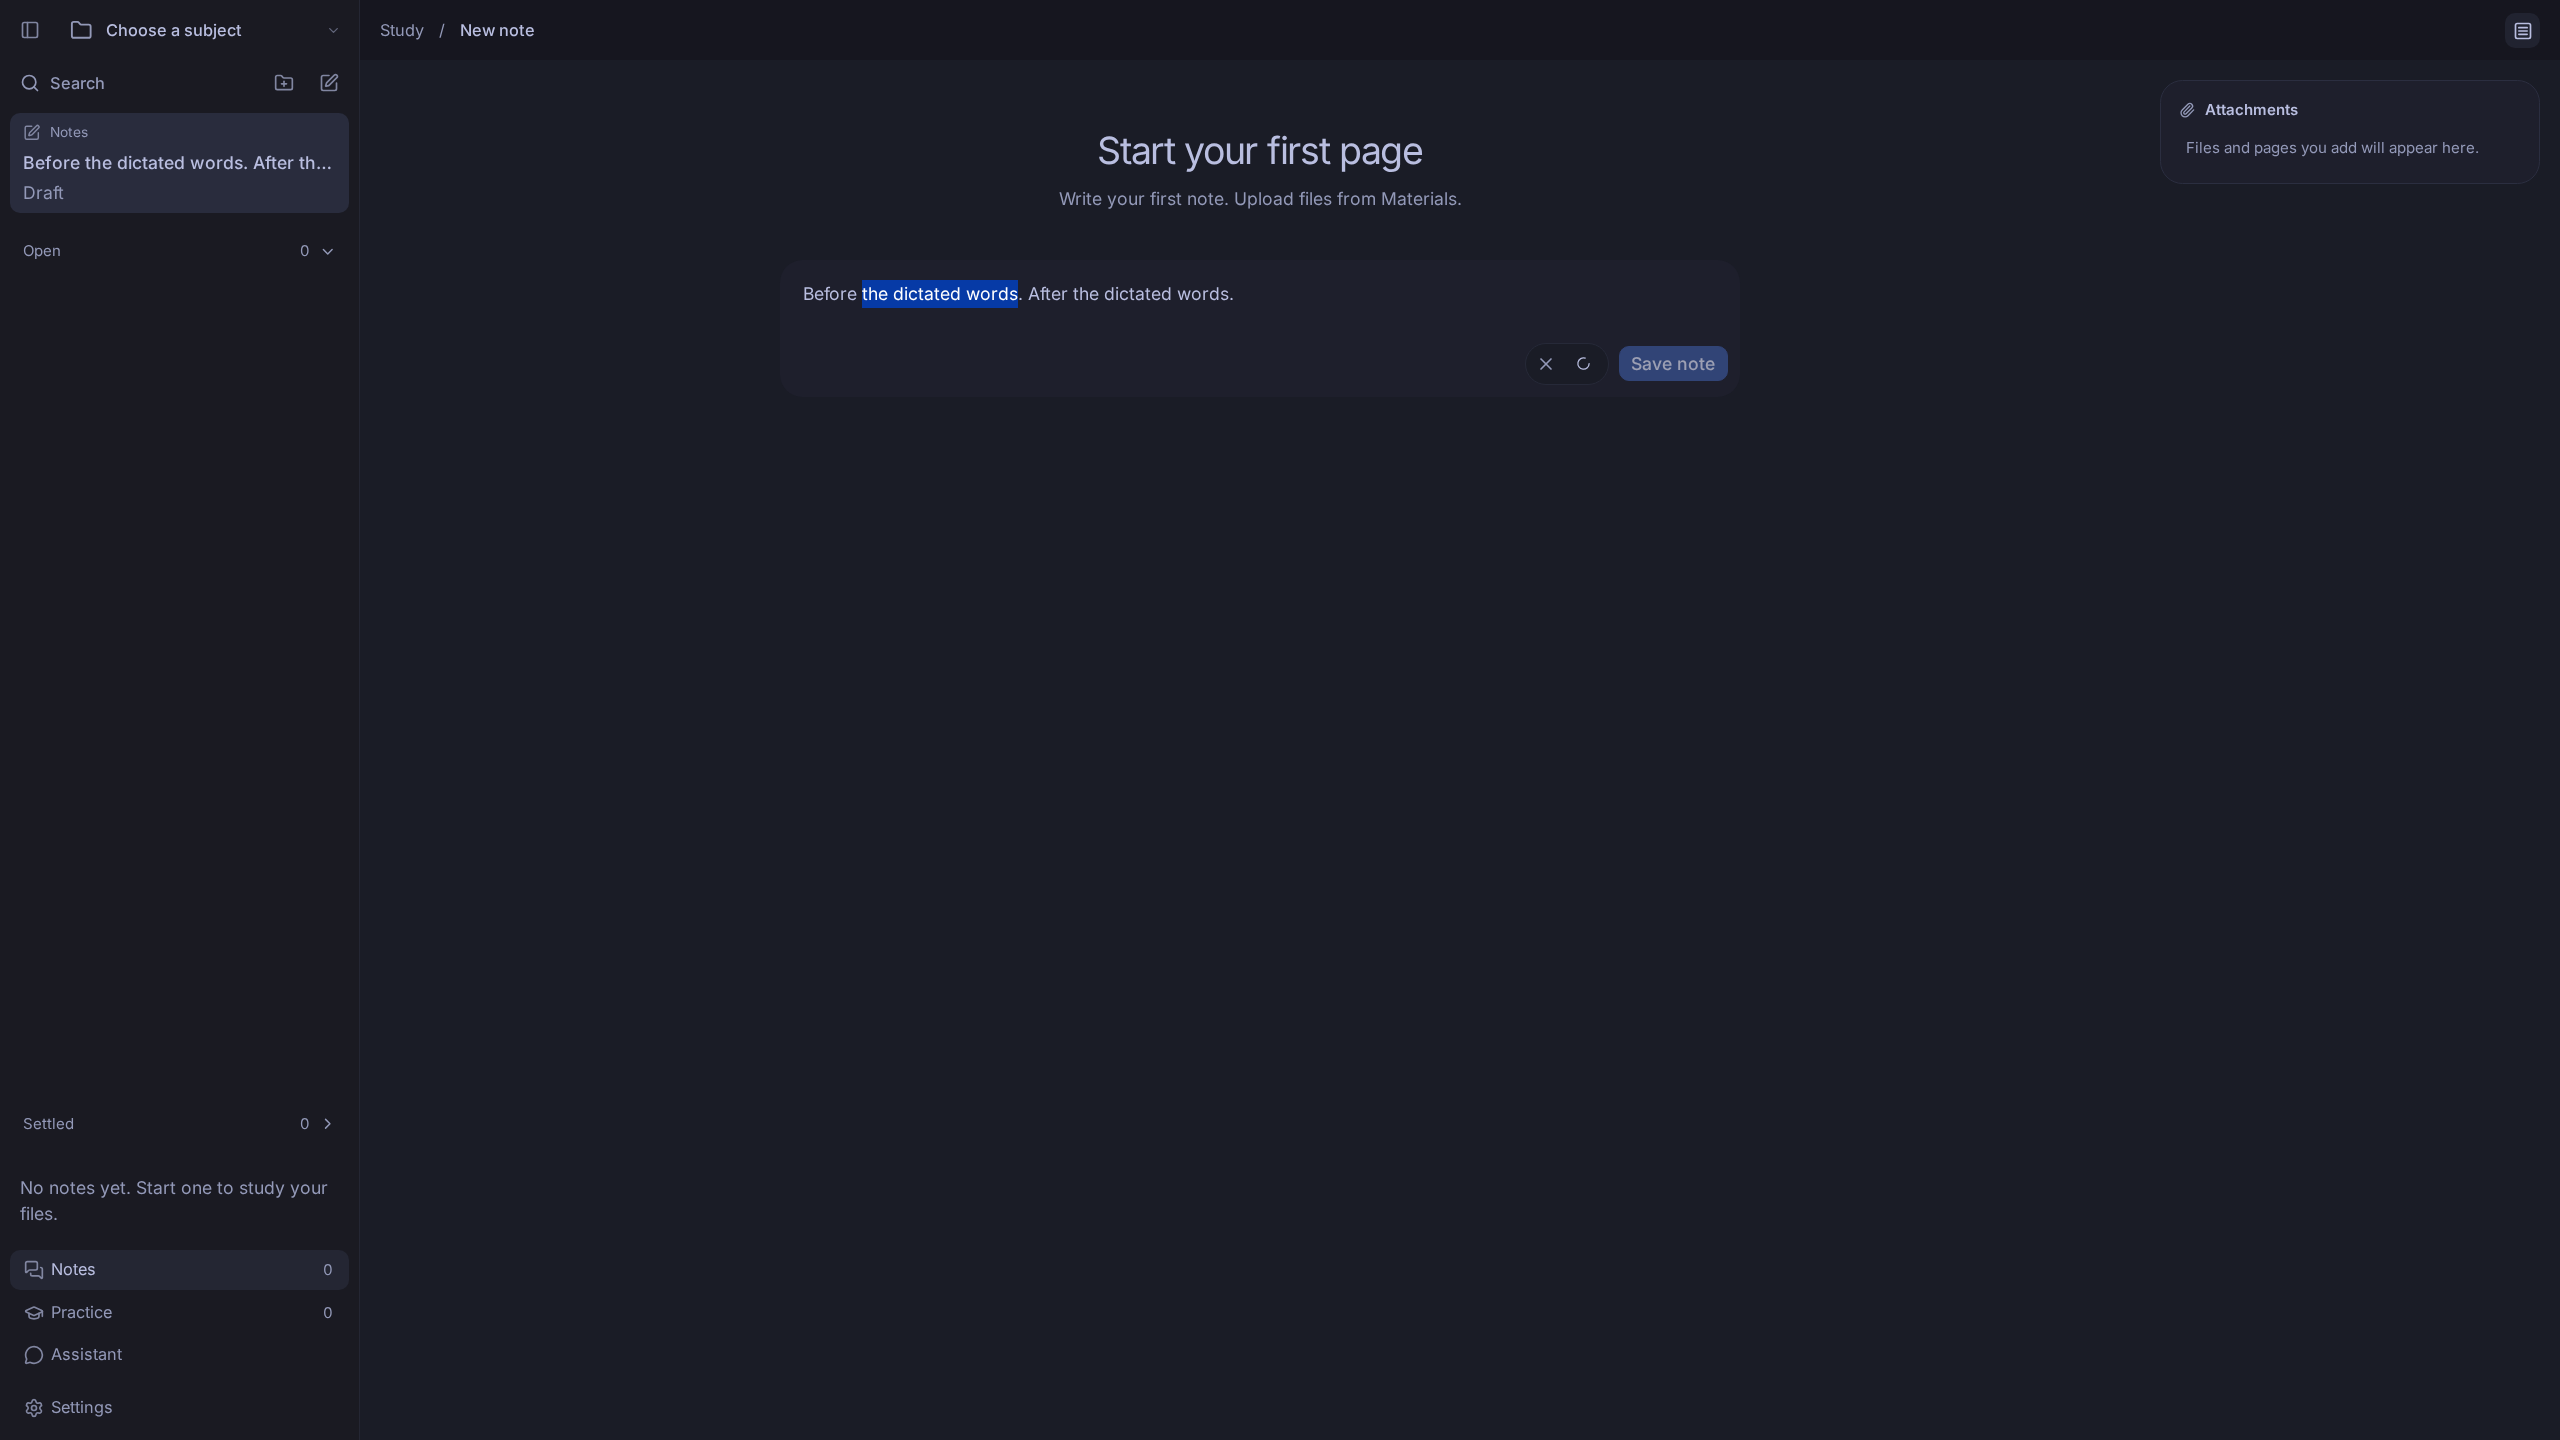 Choose a subject
Search
Notes
Before the dictated words. After th...
Draft
Open 0
Settled 0
No notes yet. Start one to study your
files.
Notes 0
Practice 0
Assistant
Settings
Study / New note
Start your first page
Write your first note. Upload files from Materials.
Before the dictated words. After the dictated words.
Save note
Attachments
Files and pages you add will appear here.